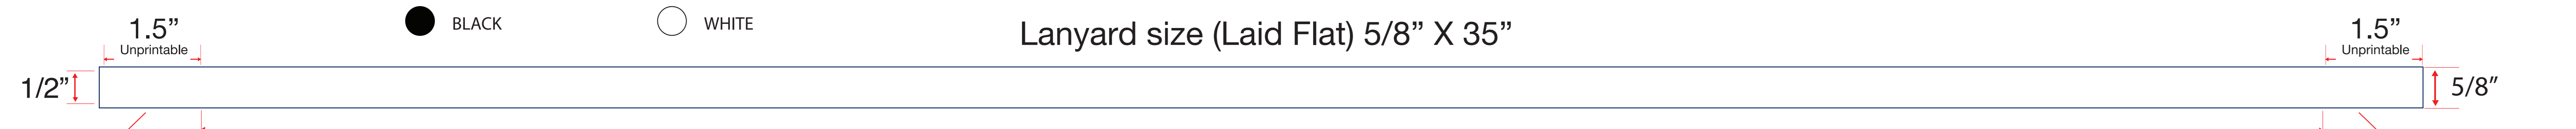 1.5”
Unprintable
BLACK
WHITE
Lanyard size (Laid Flat) 5/8” X 35”
1.5”
Unprintable
1/2”
5/8”